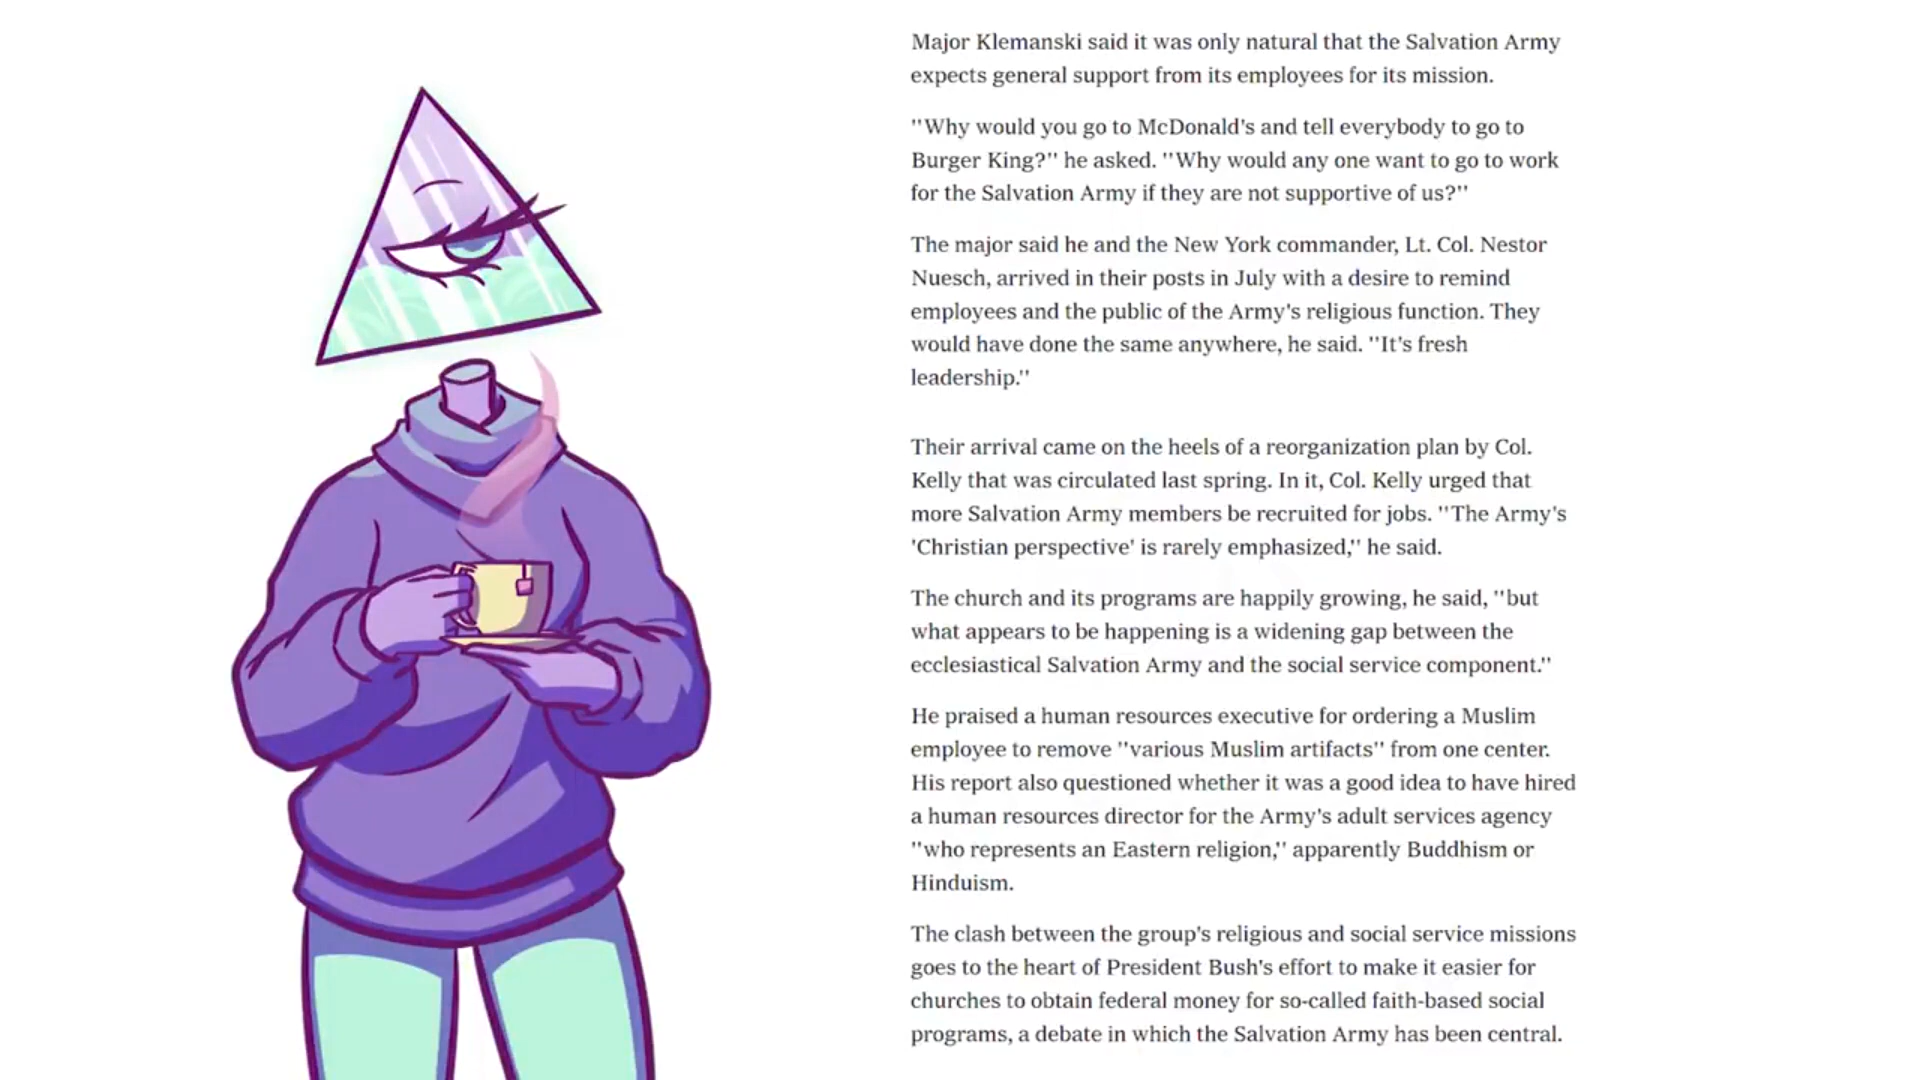 Major Klemanski said it was only natural that the Salvation Army
expects general support from its employees for its mission.
''Why would you go to McDonald's and tell everybody to go to
Burger King?'' he asked. ''Why would any one want to go to work
for the Salvation Army if they are not supportive of us?''
The major said he and the New York commander, Lt. Col. Nestor
Nuesch, arrived in their posts in July with a desire to remind
employees and the public of the Army's religious function. They
would have done the same anywhere, he said. ''It's fresh
leadership.''
Their arrival came on the heels of a reorganization plan by Col.
Kelly that was circulated last spring. In it, Col. Kelly urged that
more Salvation Army members be recruited for jobs. ''The Army's
'Christian perspective' is rarely emphasized,'' he said.
The church and its programs are happily growing, he said, ''but
what appears to be happening is a widening gap between the
ecclesiastical Salvation Army and the social service component.''
He praised a human resources executive for ordering a Muslim
employee to remove ''various Muslim artifacts'' from one center.
His report also questioned whether it was a good idea to have hired
a human resources director for the Army's adult services agency
''who represents an Eastern religion,'' apparently Buddhism or
Hinduism.
The clash between the group's religious and social service missions
goes to the heart of President Bush's effort to make it easier for
churches to obtain federal money for so-called faith-based social
programs, a debate in which the Salvation Army has been central.